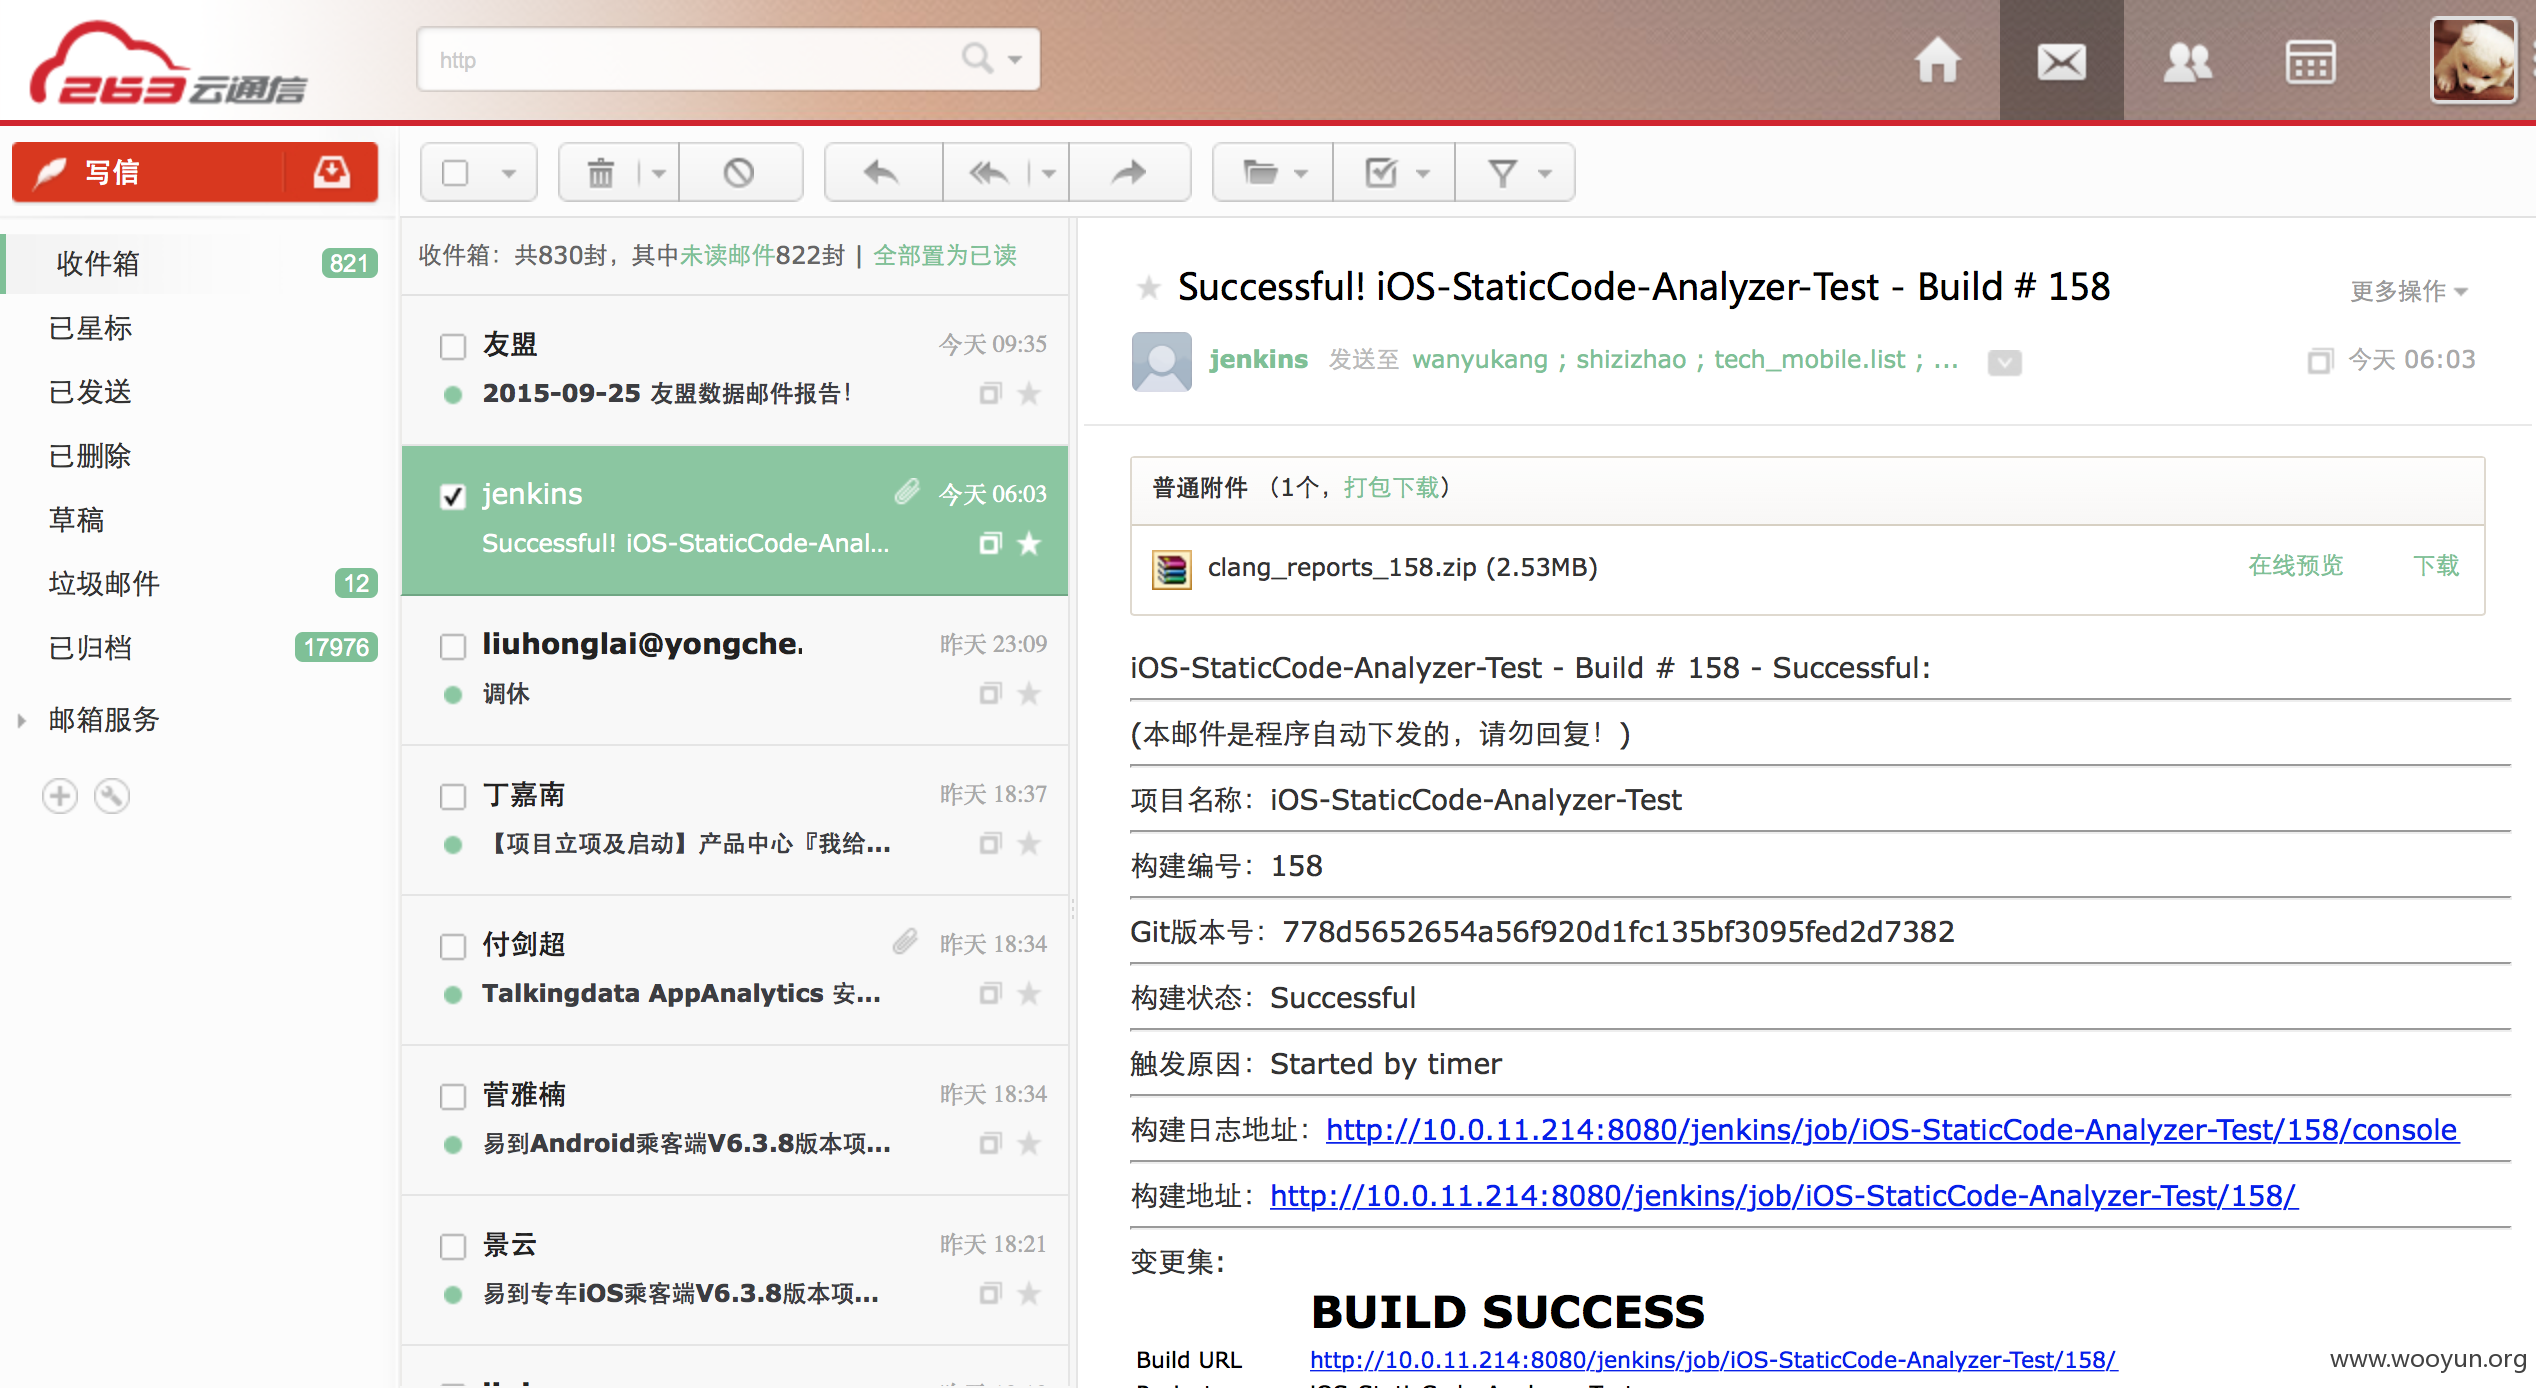 263云通信
http
写信
收件箱 821
已星标
已发送
已删除
草稿
垃圾邮件 12
已归档 17976
邮箱服务
收件箱：共830封，其中未读邮件822封 | 全部置为已读
友盟 今天 09:35
2015-09-25 友盟数据邮件报告！
jenkins 今天 06:03
Successful! iOS-StaticCode-Anal...
liuhonglai@yongche. 昨天 23:09
调休
丁嘉南 昨天 18:37
【项目立项及启动】产品中心『我给...
付剑超 昨天 18:34
Talkingdata AppAnalytics 安...
菅雅楠 昨天 18:34
易到Android乘客端V6.3.8版本项...
景云 昨天 18:21
易到专车iOS乘客端V6.3.8版本项...
Successful! iOS-StaticCode-Analyzer-Test - Build # 158
更多操作
jenkins 发送至 wanyukang ; shizizhao ; tech_mobile.list ; ...
今天 06:03
普通附件 （1个，打包下载）
clang_reports_158.zip (2.53MB) 在线预览 下载
iOS-StaticCode-Analyzer-Test - Build # 158 - Successful:
(本邮件是程序自动下发的，请勿回复！)
项目名称：iOS-StaticCode-Analyzer-Test
构建编号：158
Git版本号：778d5652654a56f920d1fc135bf3095fed2d7382
构建状态：Successful
触发原因：Started by timer
构建日志地址：http://10.0.11.214:8080/jenkins/job/iOS-StaticCode-Analyzer-Test/158/console
构建地址：http://10.0.11.214:8080/jenkins/job/iOS-StaticCode-Analyzer-Test/158/
变更集:
BUILD SUCCESS
Build URL http://10.0.11.214:8080/jenkins/job/iOS-StaticCode-Analyzer-Test/158/
www.wooyun.org